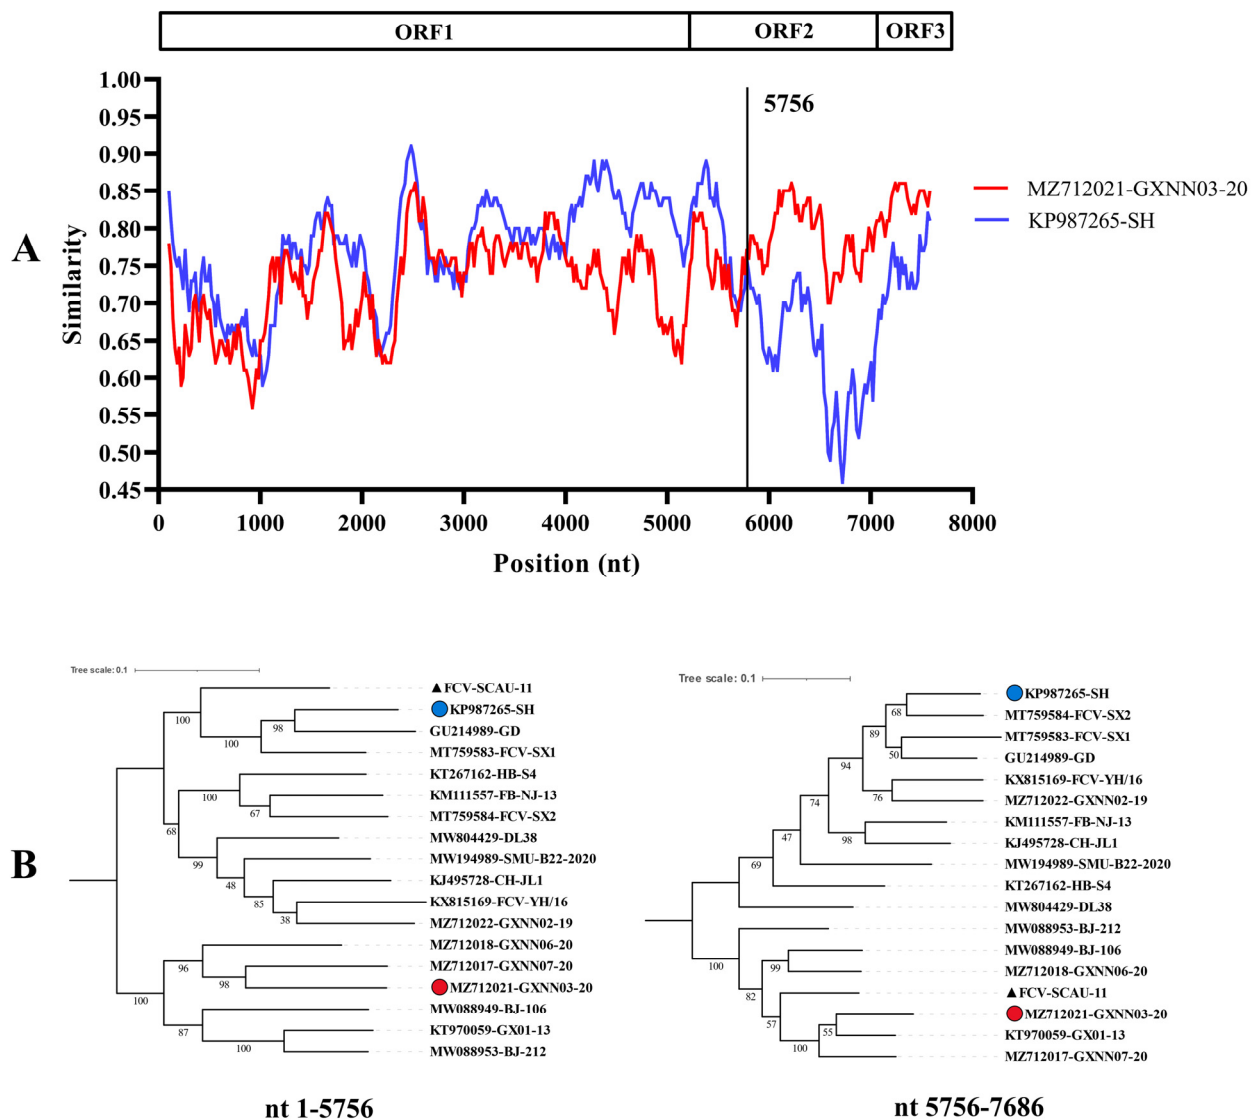 ORF1 ORF2 ORF3
A
Similarity
1.00
0.95
0.90
0.85
0.80
0.75
0.70
0.65
0.60
0.55
0.50
0.45
5756
MZ712021-GXNN03-20
KP987265-SH
0 1000 2000 3000 4000 5000 6000 7000 8000
Position (nt)
B
Tree scale: 0.1
FCV-SCAU-11
100
KP987265-SH
98
GU214989-GD
100
MT759583-FCV-SX1
KT267162-HB-S4
100
KM111557-FB-NJ-13
67
MT759584-FCV-SX2
68
MW804429-DL38
99
MW194989-SMU-B22-2020
48
KJ495728-CH-JL1
85
KX815169-FCV-YH/16
38
MZ712022-GXNN02-19
MZ712018-GXNN06-20
96
MZ712017-GXNN07-20
98
MZ712021-GXNN03-20
100
MW088949-BJ-106
87
KT970059-GX01-13
100
MW088953-BJ-212
nt 1-5756
Tree scale: 0.1
KP987265-SH
68
MT759584-FCV-SX2
89
MT759583-FCV-SX1
50
GU214989-GD
94
KX815169-FCV-YH/16
76
MZ712022-GXNN02-19
74
KM111557-FB-NJ-13
98
KJ495728-CH-JL1
47
MW194989-SMU-B22-2020
69
KT267162-HB-S4
MW804429-DL38
MW088953-BJ-212
100
MW088949-BJ-106
99
MZ712018-GXNN06-20
82
FCV-SCAU-11
57
MZ712021-GXNN03-20
55
KT970059-GX01-13
100
MZ712017-GXNN07-20
nt 5756-7686